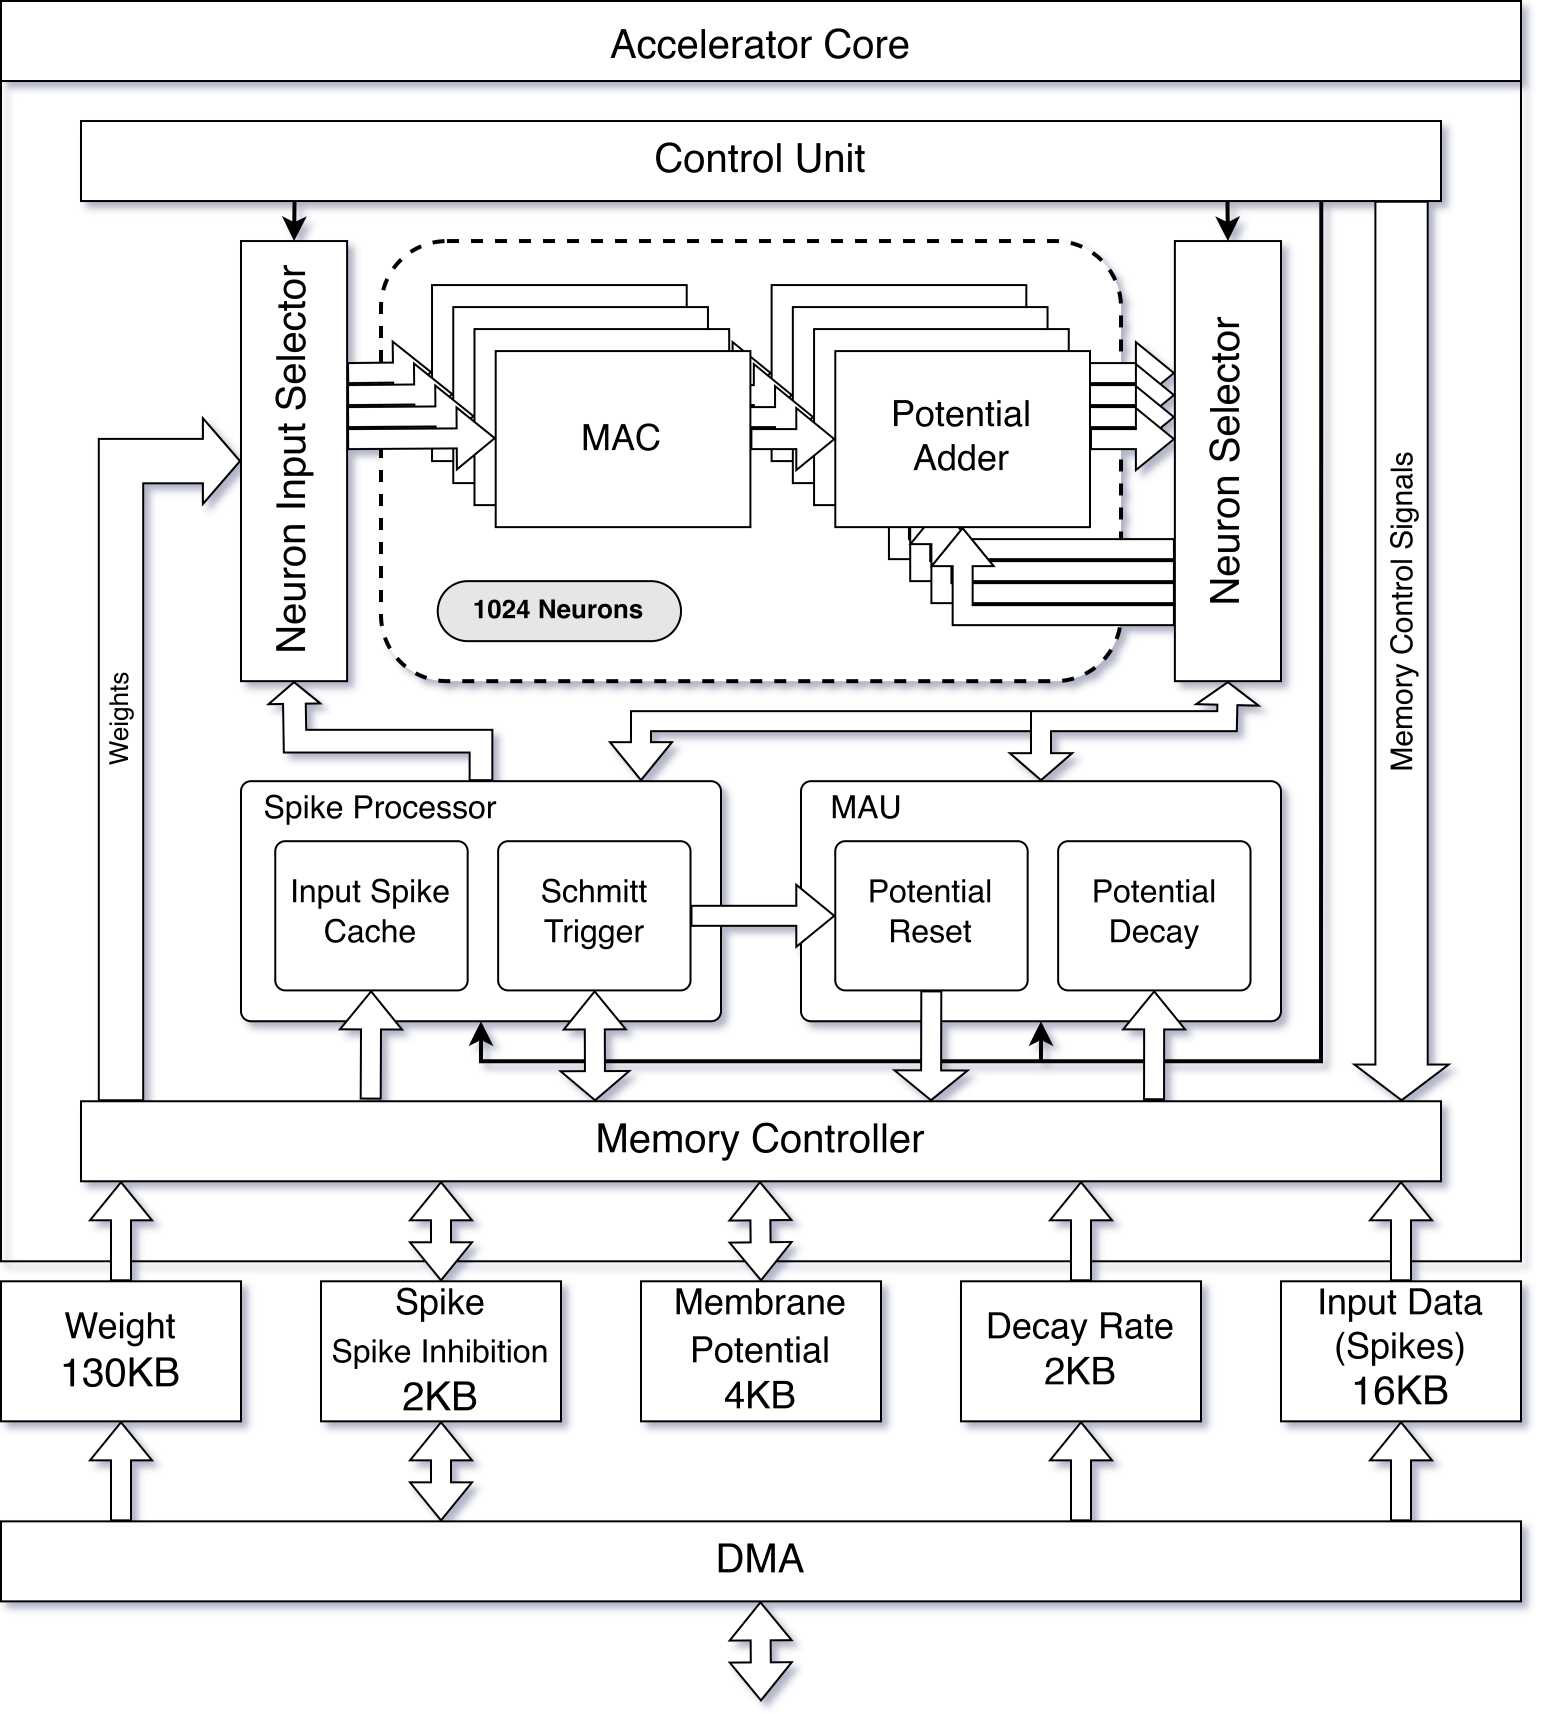 Accelerator Core
Control Unit
Neuron Input Selector
MAC
Potential
Adder
Neuron Selector
1024 Neurons
Memory Control Signals
Weights
Spike Processor
Input Spike
Cache
Schmitt
Trigger
MAU
Potential
Reset
Potential
Decay
Memory Controller
Weight
130KB
Spike
Spike Inhibition
2KB
Membrane
Potential
4KB
Decay Rate
2KB
Input Data
(Spikes)
16KB
DMA